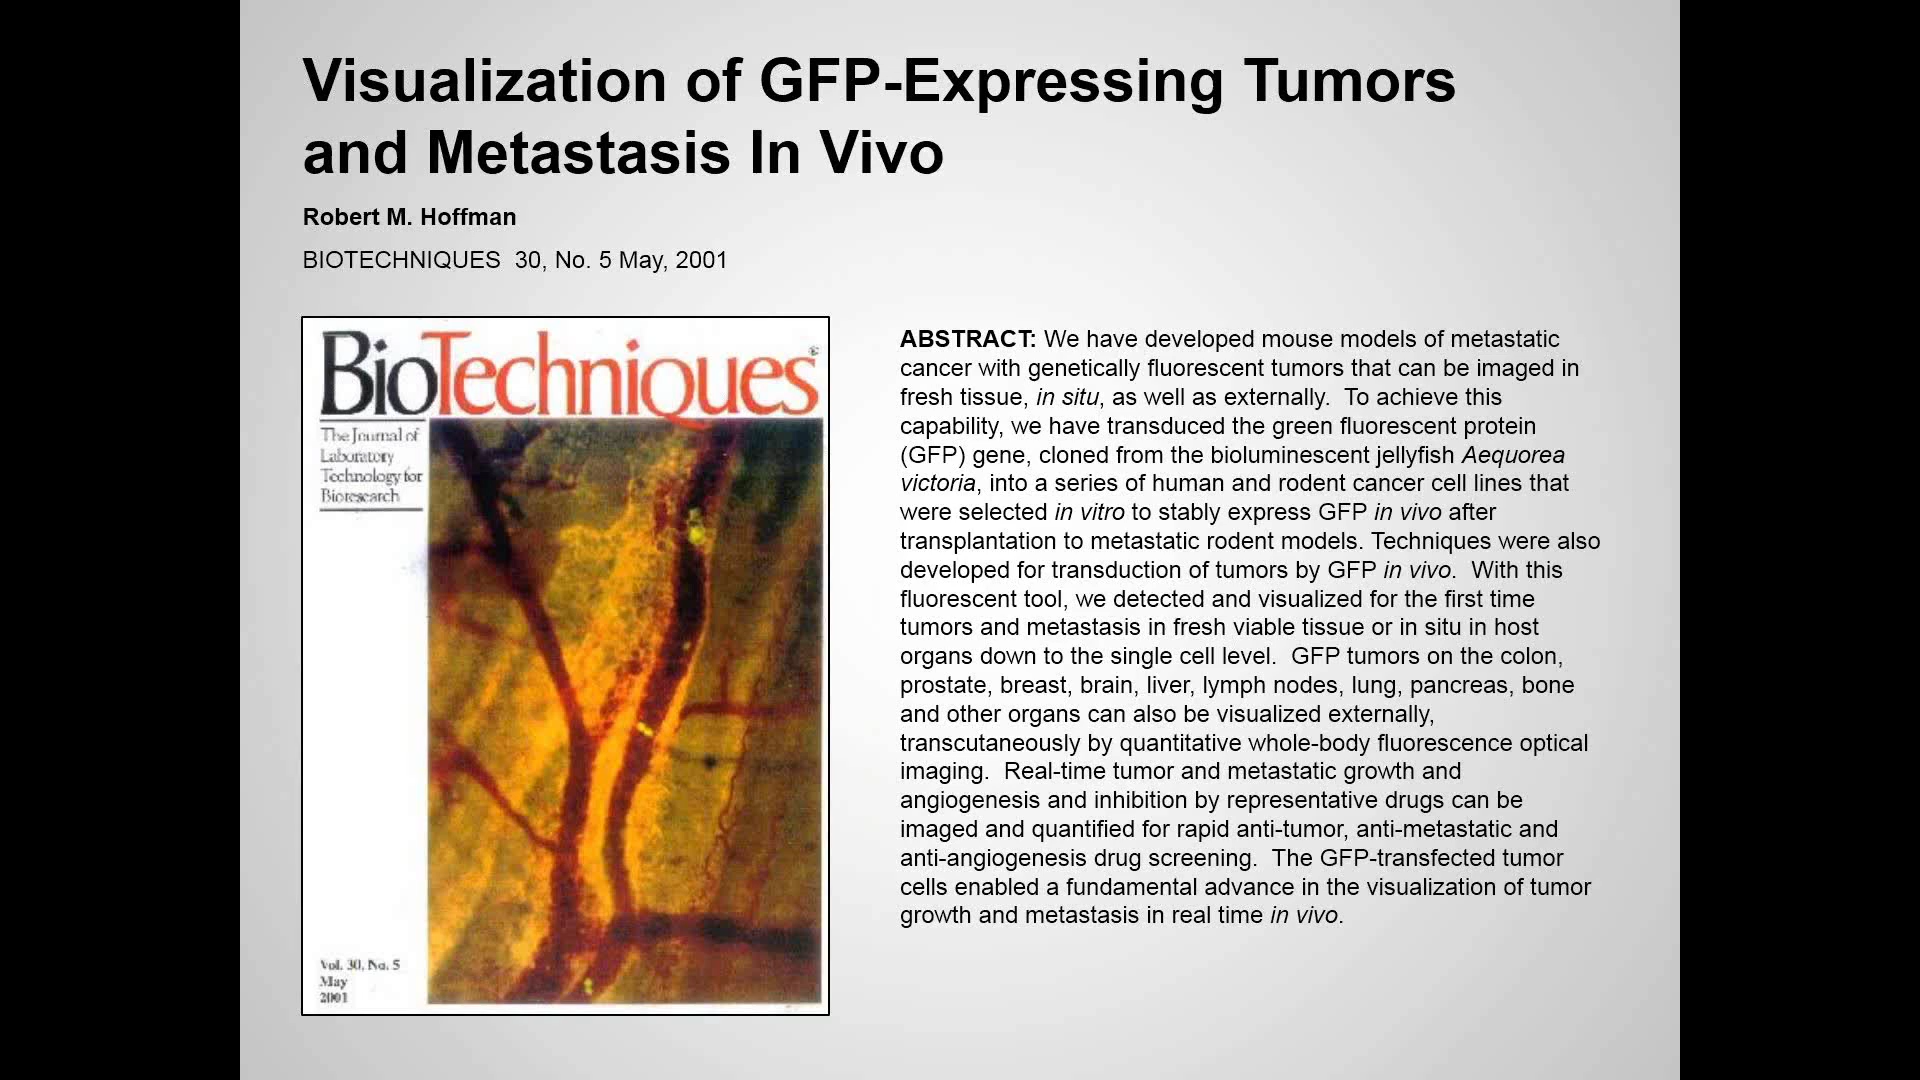 Visualization of GFP-Expressing Tumors
and Metastasis In Vivo
Robert M. Hoffman
BIOTECHNIQUES  30, No. 5 May, 2001
BioTechniques®
The Journal of
Laboratory
Technology for
Bioresearch
Vol. 30, No. 5
May
2001
ABSTRACT: We have developed mouse models of metastatic
cancer with genetically fluorescent tumors that can be imaged in
fresh tissue, in situ, as well as externally.  To achieve this
capability, we have transduced the green fluorescent protein
(GFP) gene, cloned from the bioluminescent jellyfish Aequorea
victoria, into a series of human and rodent cancer cell lines that
were selected in vitro to stably express GFP in vivo after
transplantation to metastatic rodent models. Techniques were also
developed for transduction of tumors by GFP in vivo.  With this
fluorescent tool, we detected and visualized for the first time
tumors and metastasis in fresh viable tissue or in situ in host
organs down to the single cell level.  GFP tumors on the colon,
prostate, breast, brain, liver, lymph nodes, lung, pancreas, bone
and other organs can also be visualized externally,
transcutaneously by quantitative whole-body fluorescence optical
imaging.  Real-time tumor and metastatic growth and
angiogenesis and inhibition by representative drugs can be
imaged and quantified for rapid anti-tumor, anti-metastatic and
anti-angiogenesis drug screening.  The GFP-transfected tumor
cells enabled a fundamental advance in the visualization of tumor
growth and metastasis in real time in vivo.